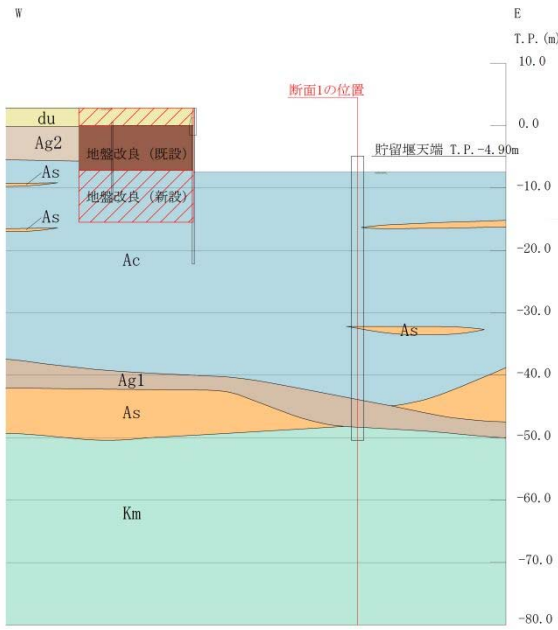 W
E
T.P.(m)
10.0
断面1の位置
du
0.0
Ag2
地盤改良（既設）
貯留堰天端 T.P.-4.90m
As
-10.0
地盤改良（新設）
As
-20.0
Ac
-30.0
As
-40.0
Ag1
As
-50.0
Km
-60.0
-70.0
-80.0